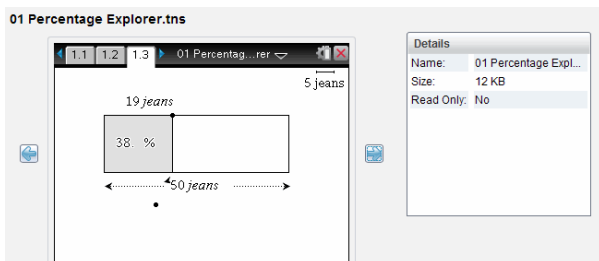 01 Percentage Explorer.tns
1.1 1.2 1.3 01 Percentag...rer
5 jeans
19 jeans
38. %
50 jeans
Details
Name: 01 Percentage Expl...
Size: 12 KB
Read Only: No